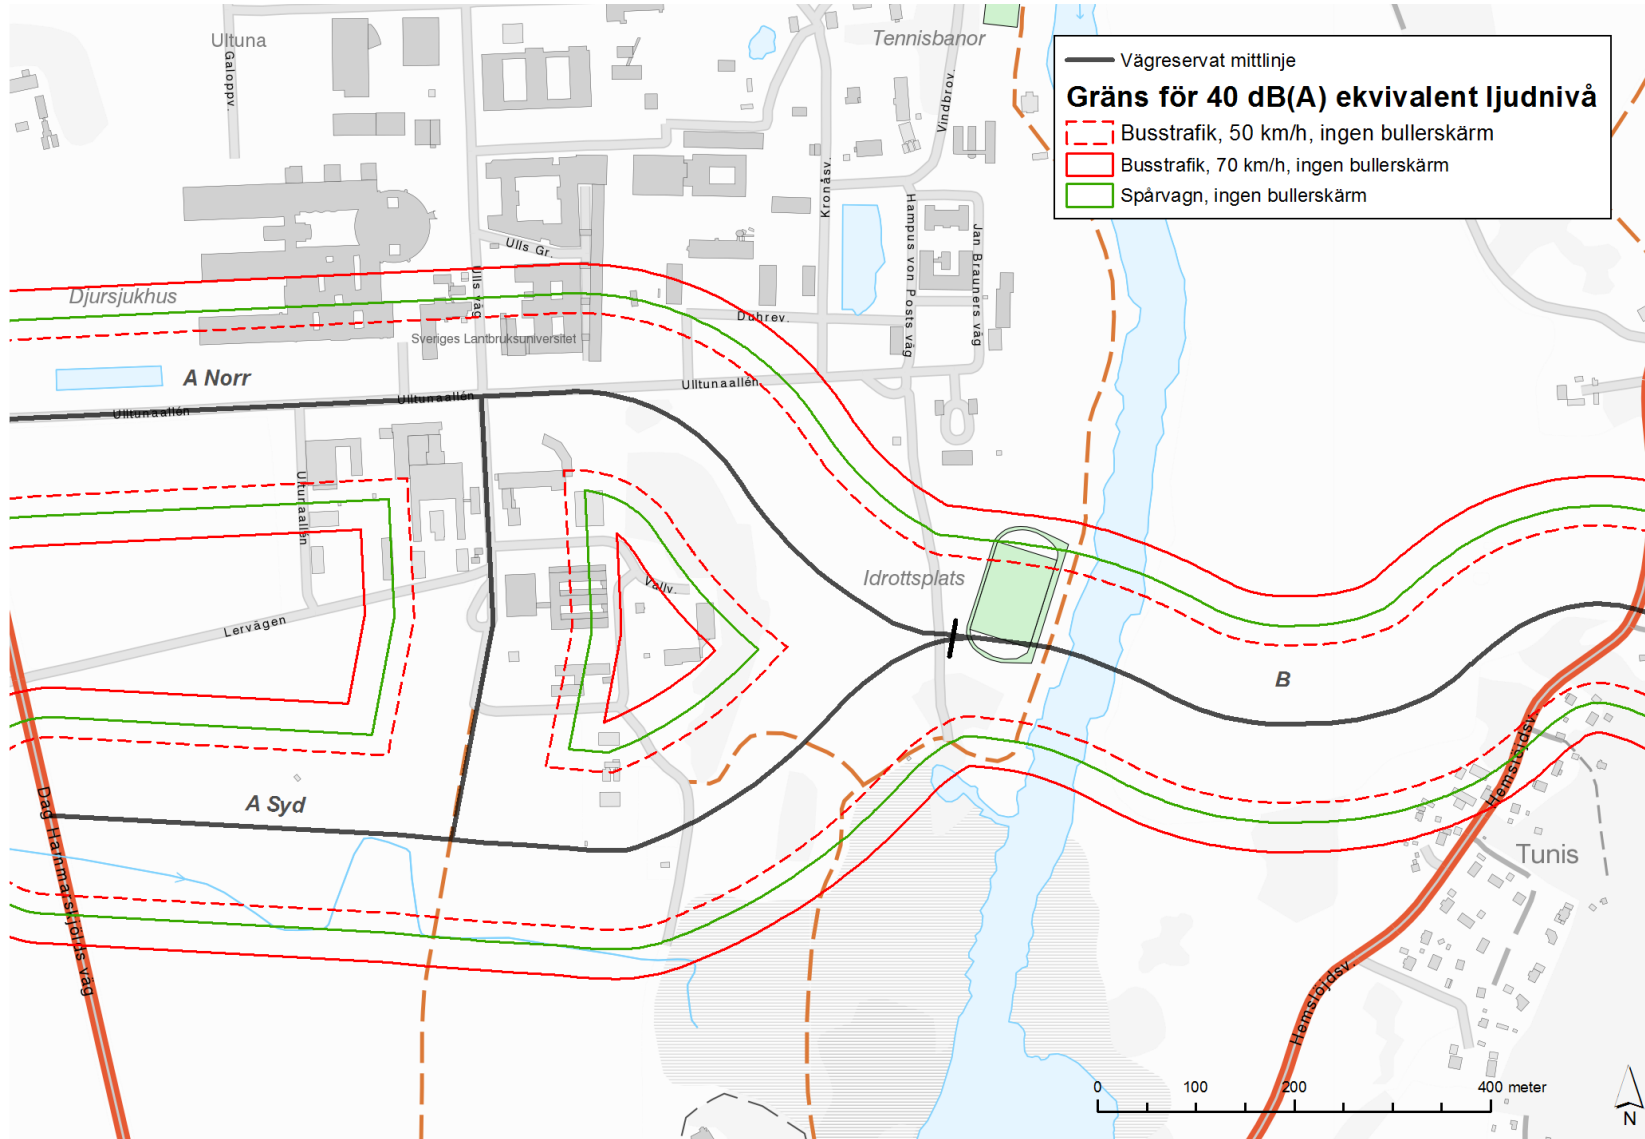 Ultuna
Galoppv.
Tennisbanor
Vindbrov.
Vägreservat mittlinje
Gräns för 40 dB(A) ekvivalent ljudnivå
Busstrafik, 50 km/h, ingen bullerskärm
Busstrafik, 70 km/h, ingen bullerskärm
Spårvagn, ingen bullerskärm
Kronåsv.
Hampus von Posts väg
Jan Brauners väg
Ulls Gr.
Ulls väg
Djursjukhus
Duhrev.
Sveriges Lantbruksuniversitet
A Norr
Ulltunaallén
Ulltunaallén
Ulltunaallén
Ulltunaallén
Idrottsplats
Vallv.
Lervägen
B
A Syd
Dag Hammarskjölds väg
Hemslöjdsv.
Tunis
Hemslöjdsv.
0 100 200 400 meter
N